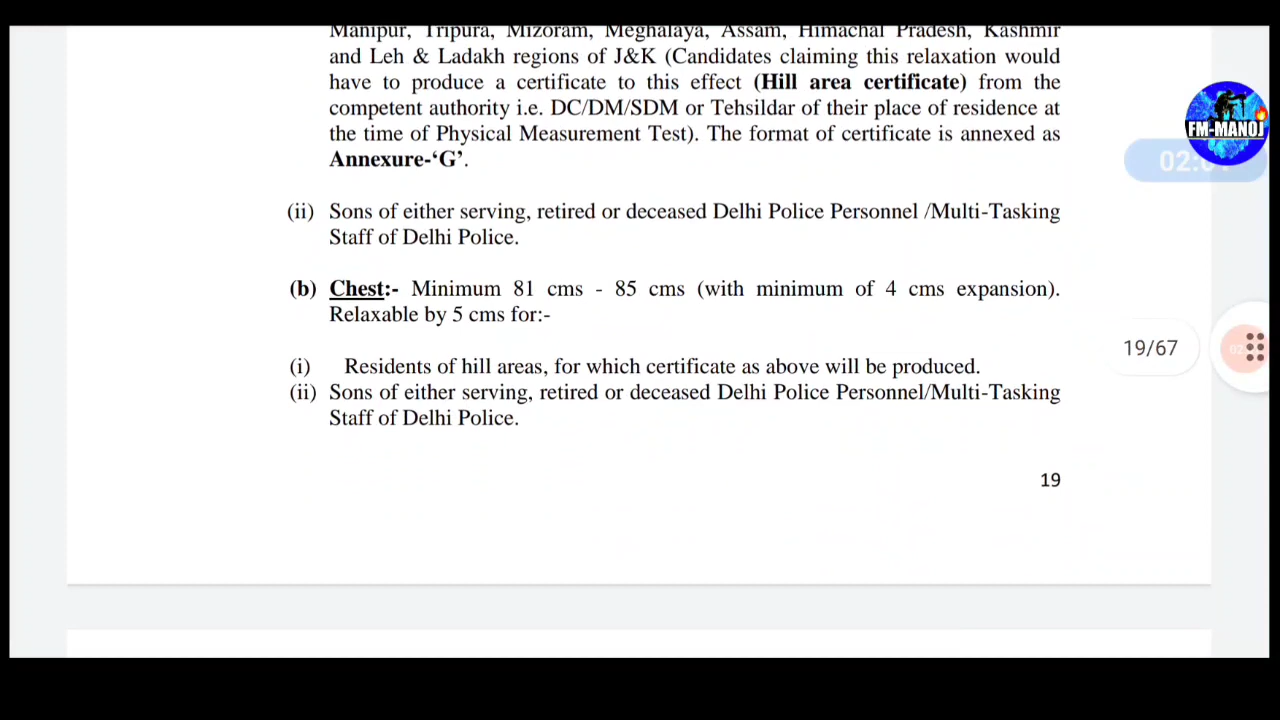 Manipur, Tripura, Mizoram, Meghalaya, Assam, Himachal Pradesh, Kashmir
and Leh & Ladakh regions of J&K (Candidates claiming this relaxation would
have to produce a certificate to this effect (Hill area certificate) from the
competent authority i.e. DC/DM/SDM or Tehsildar of their place of residence at
the time of Physical Measurement Test). The format of certificate is annexed as
Annexure-‘G’.
FM-MANOJ
(ii) Sons of either serving, retired or deceased Delhi Police Personnel /Multi-Tasking
Staff of Delhi Police.
(b) Chest:- Minimum 81 cms - 85 cms (with minimum of 4 cms expansion).
Relaxable by 5 cms for:-
19/67
(i) Residents of hill areas, for which certificate as above will be produced.
(ii) Sons of either serving, retired or deceased Delhi Police Personnel/Multi-Tasking
Staff of Delhi Police.
19